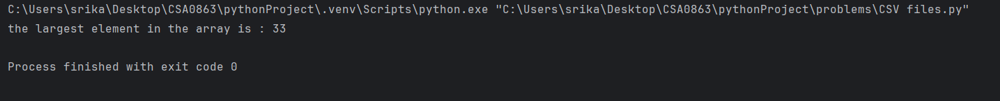 C:\Users\srika\Desktop\CSA0863\pythonProject\.venv\Scripts\python.exe "C:\Users\srika\Desktop\CSA0863\pythonProject\problems\CSV files.py"
the largest element in the array is : 33
Process finished with exit code 0